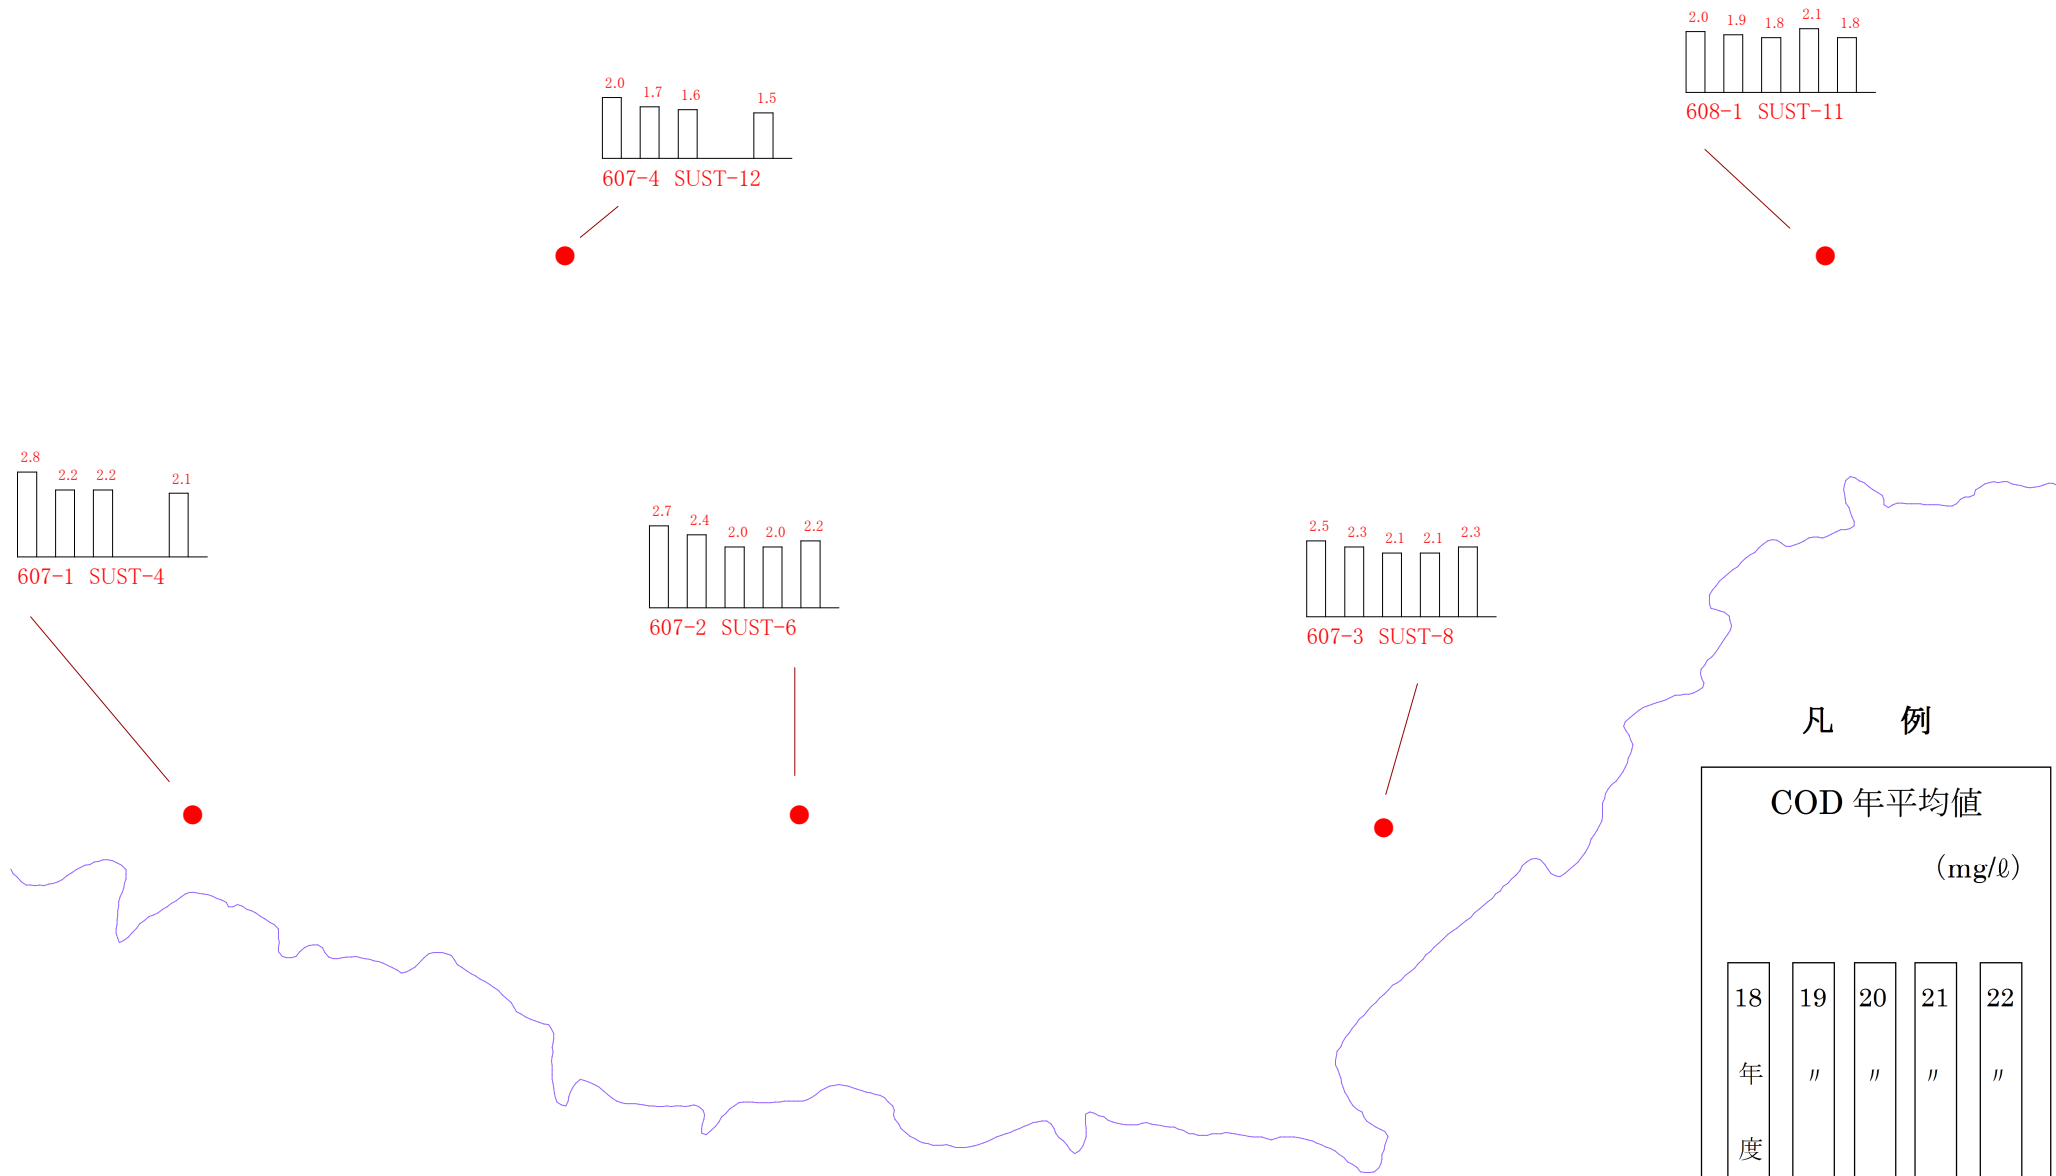 2.0 1.9 1.8 2.1 1.8
608-1 SUST-11
2.0 1.7 1.6 1.5
607-4 SUST-12
2.8 2.2 2.2 2.1
607-1 SUST-4
2.7 2.4 2.0 2.0 2.2
607-2 SUST-6
2.5 2.3 2.1 2.1 2.3
607-3 SUST-8
凡 例
COD 年平均値
(mg/ℓ)
18 19 20 21 22
年 〃 〃 〃 〃
度